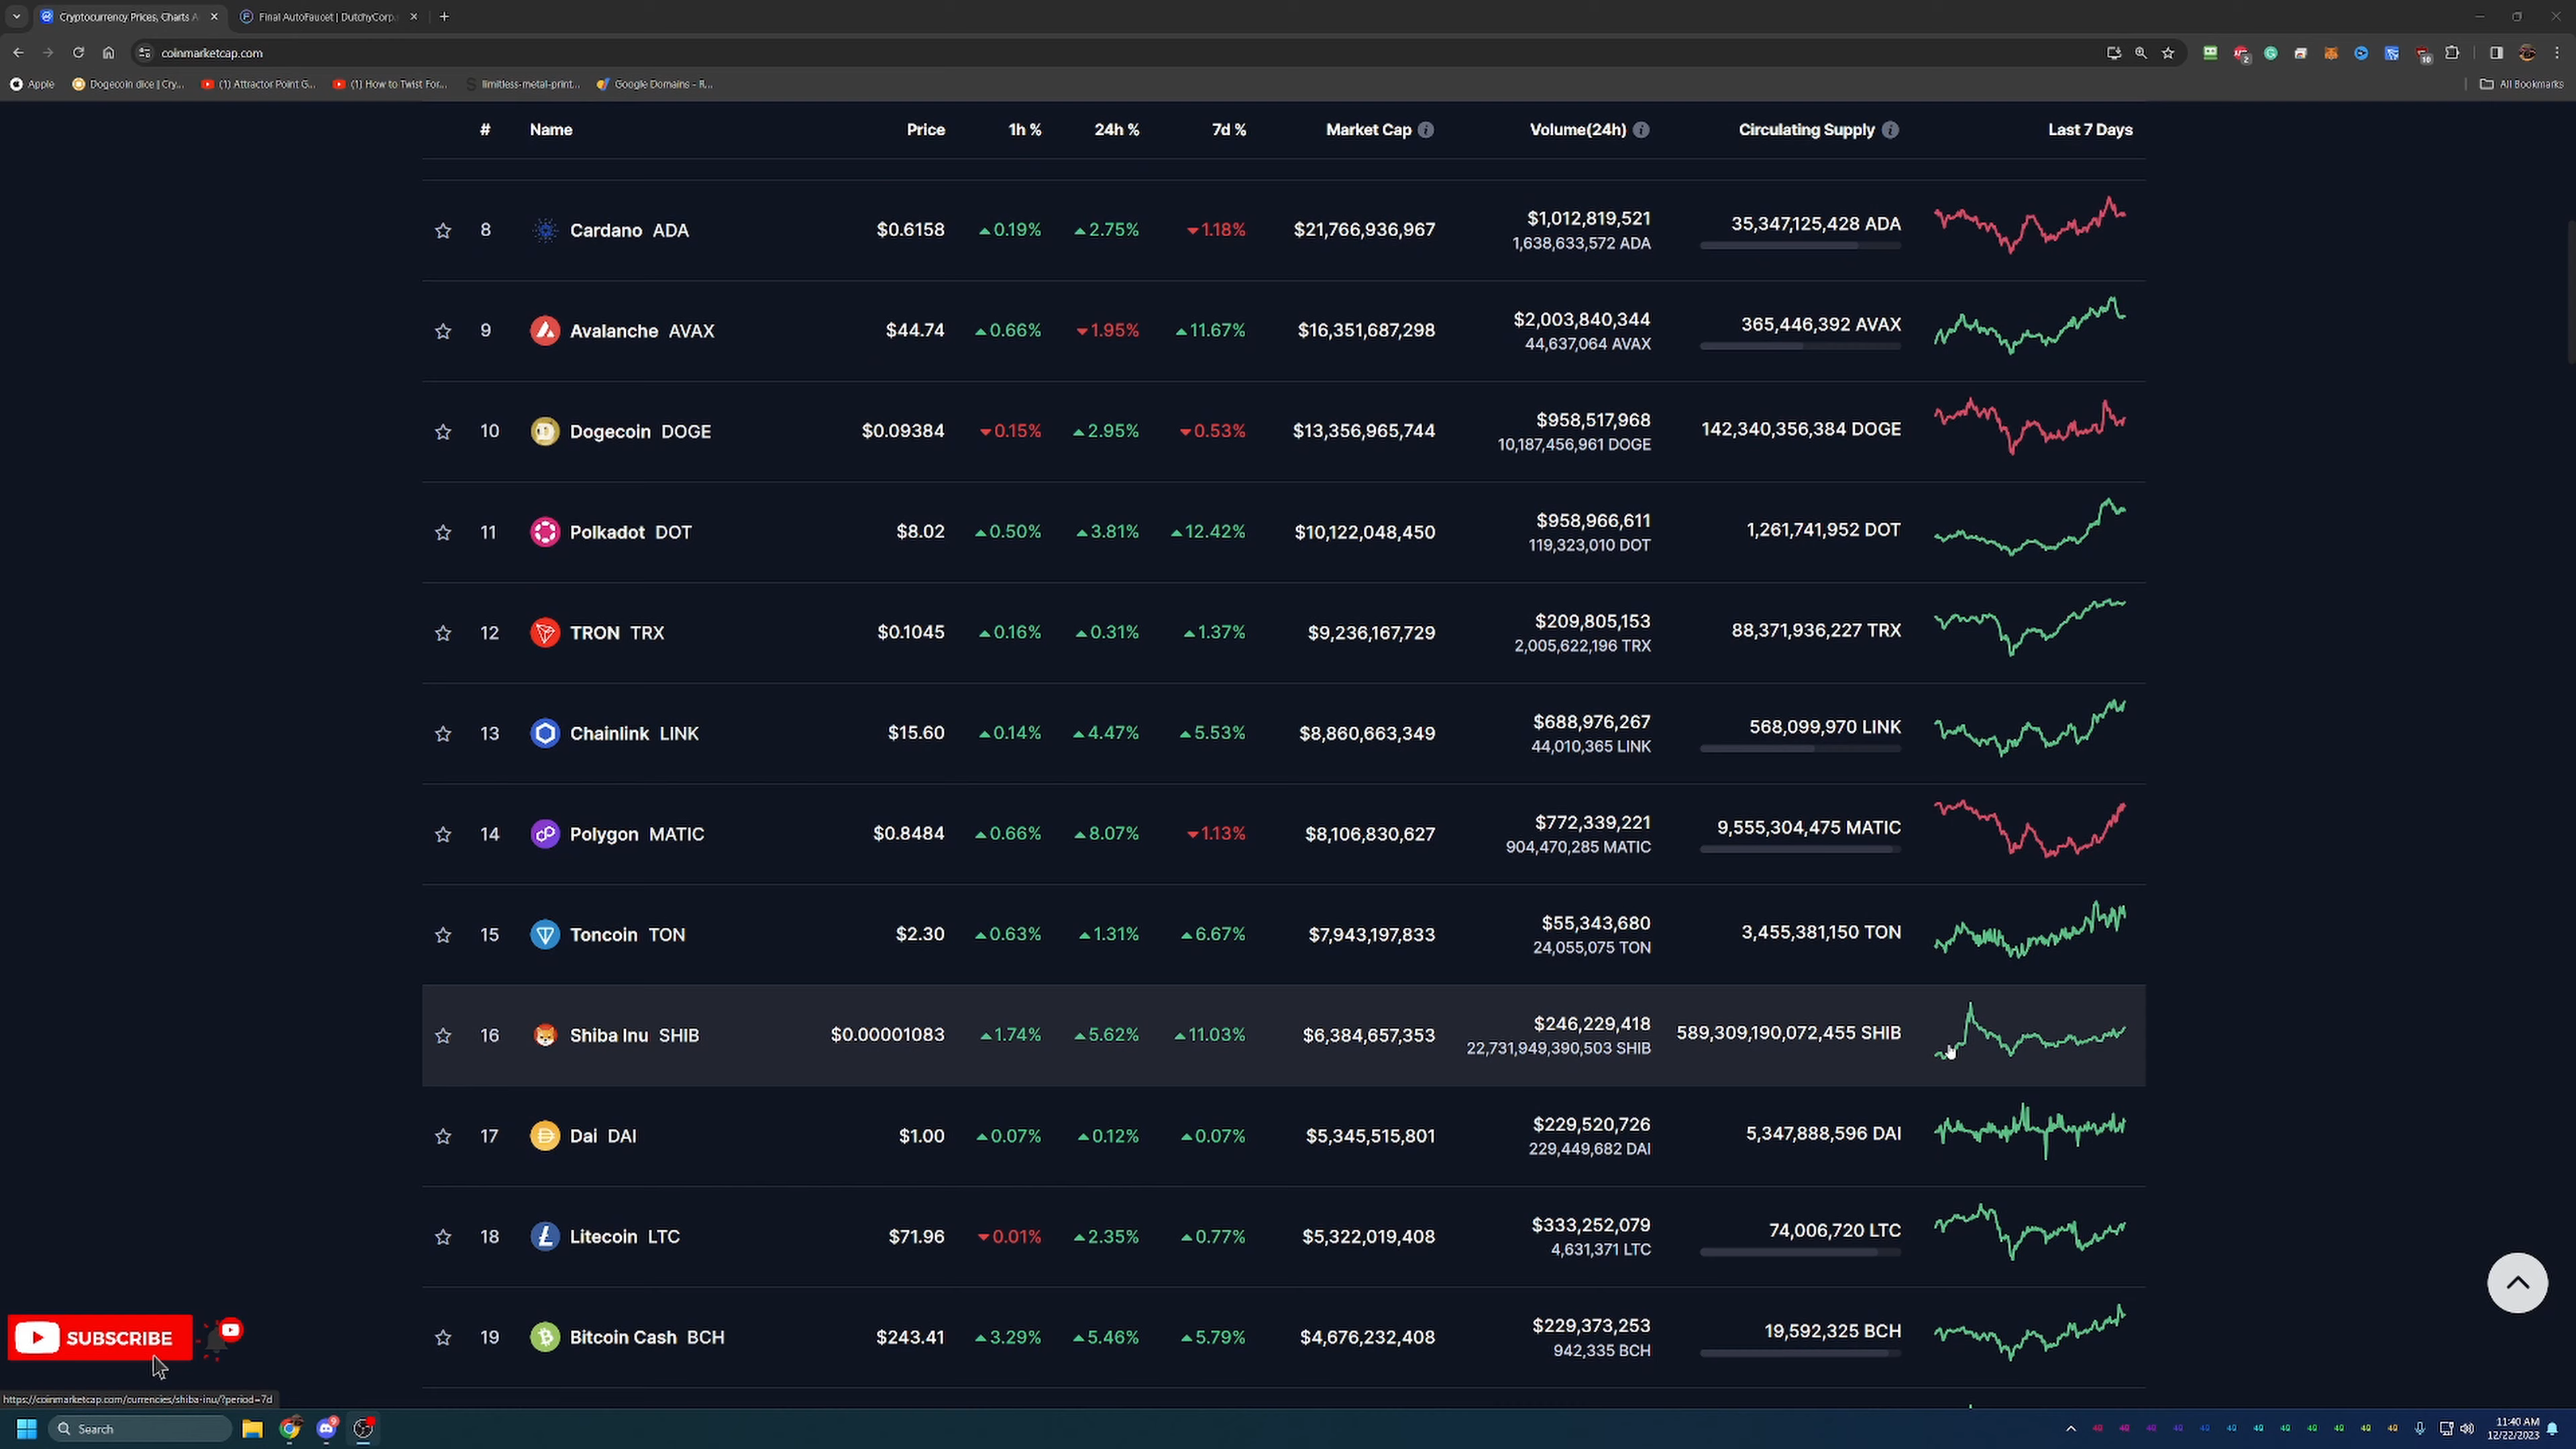 Cryptocurrency Prices, Charts A
Final AutoFaucet | DutchyCorp.
coinmarketcap.com
2
10
Apple
Dogecoin dice | Cry...
(1) Attractor Point G...
(1) How to Twist For...
limitless-metal-print...
Google Domains - R...
All Bookmarks
# Name Price 1h % 24h % 7d % Market Cap Volume(24h) Circulating Supply Last 7 Days
8 Cardano ADA $0.6158 0.19% 2.75% 1.18% $21,766,936,967 $1,012,819,521 35,347,125,428 ADA
1,638,633,572 ADA
9 Avalanche AVAX $44.74 0.66% 1.95% 11.67% $16,351,687,298 $2,003,840,344 365,446,392 AVAX
44,637,064 AVAX
10 Dogecoin DOGE $0.09384 0.15% 2.95% 0.53% $13,356,965,744 $958,517,968 142,340,356,384 DOGE
10,187,456,961 DOGE
11 Polkadot DOT $8.02 0.50% 3.81% 12.42% $10,122,048,450 $958,966,611 1,261,741,952 DOT
119,323,010 DOT
12 TRON TRX $0.1045 0.16% 0.31% 1.37% $9,236,167,729 $209,805,153 88,371,936,227 TRX
2,005,622,196 TRX
13 Chainlink LINK $15.60 0.14% 4.47% 5.53% $8,860,663,349 $688,976,267 568,099,970 LINK
44,010,365 LINK
14 Polygon MATIC $0.8484 0.66% 8.07% 1.13% $8,106,830,627 $772,339,221 9,555,304,475 MATIC
904,470,285 MATIC
15 Toncoin TON $2.30 0.63% 1.31% 6.67% $7,943,197,833 $55,343,680 3,455,381,150 TON
24,055,075 TON
16 Shiba Inu SHIB $0.00001083 1.74% 5.62% 11.03% $6,384,657,353 $246,229,418 589,309,190,072,455 SHIB
22,731,949,390,503 SHIB
17 Dai DAI $1.00 0.07% 0.12% 0.07% $5,345,515,801 $229,520,726 5,347,888,596 DAI
229,449,682 DAI
18 Litecoin LTC $71.96 0.01% 2.35% 0.77% $5,322,019,408 $333,252,079 74,006,720 LTC
4,631,371 LTC
19 Bitcoin Cash BCH $243.41 3.29% 5.46% 5.79% $4,676,232,408 $229,373,253 19,592,325 BCH
942,335 BCH
SUBSCRIBE
https://coinmarketcap.com/currencies/shiba-inu/?period=7d
Search
11:40 AM
12/22/2023